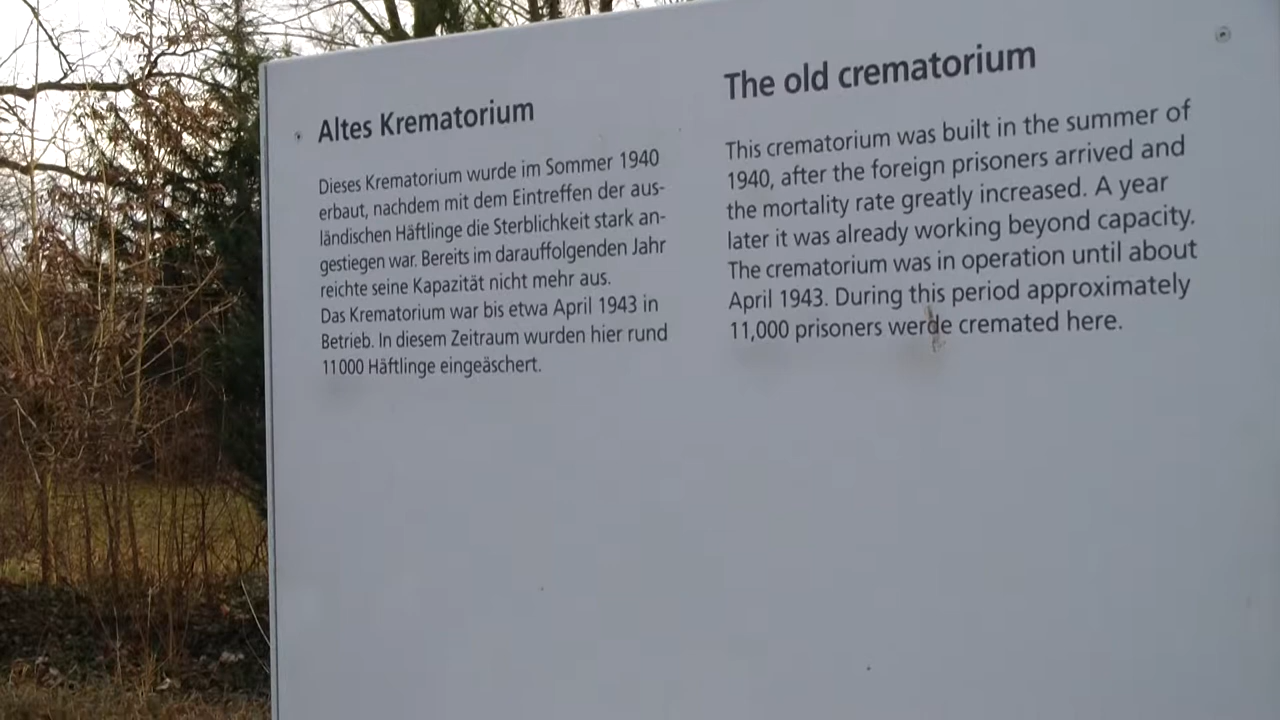 Altes Krematorium
Dieses Krematorium wurde im Sommer 1940
erbaut, nachdem mit dem Eintreffen der aus-
ländischen Häftlinge die Sterblichkeit stark an-
gestiegen war. Bereits im darauffolgenden Jahr
reichte seine Kapazität nicht mehr aus.
Das Krematorium war bis etwa April 1943 in
Betrieb. In diesem Zeitraum wurden hier rund
11000 Häftlinge eingeäschert.
The old crematorium
This crematorium was built in the summer of
1940, after the foreign prisoners arrived and
the mortality rate greatly increased. A year
later it was already working beyond capacity.
The crematorium was in operation until about
April 1943. During this period approximately
11,000 prisoners werde cremated here.